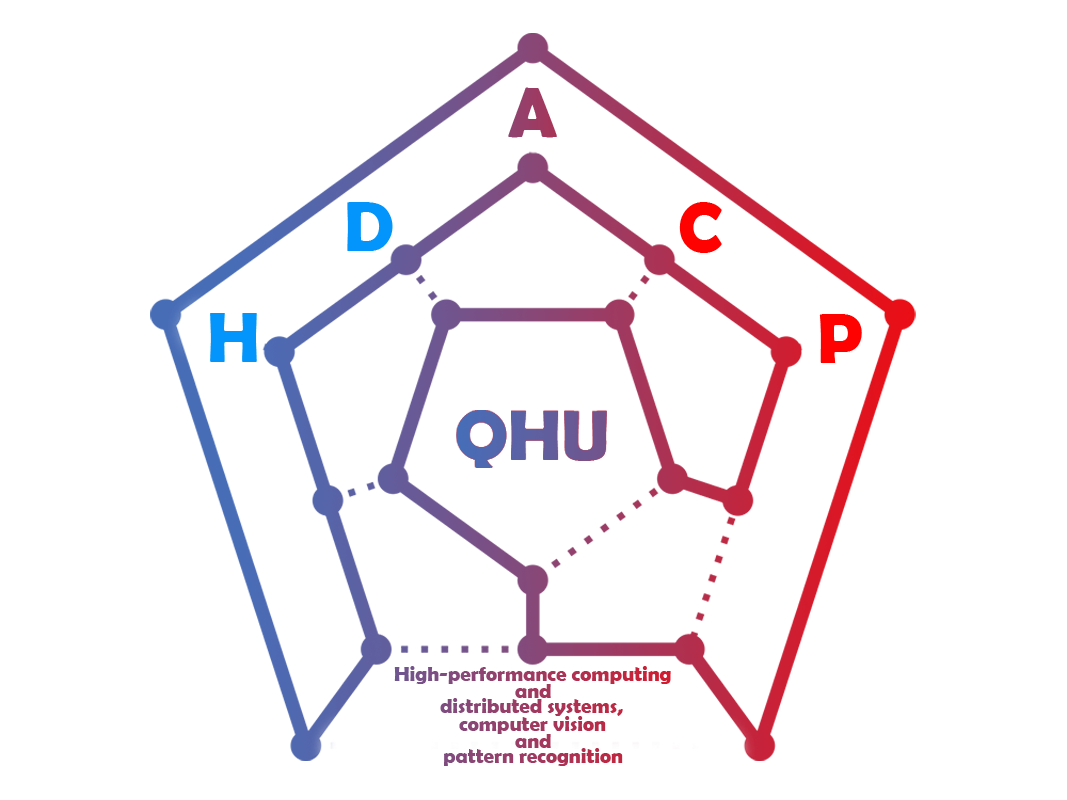 A
D
C
H
P
QHU
High-performance computing
and
distributed systems,
computer vision
and
pattern recognition